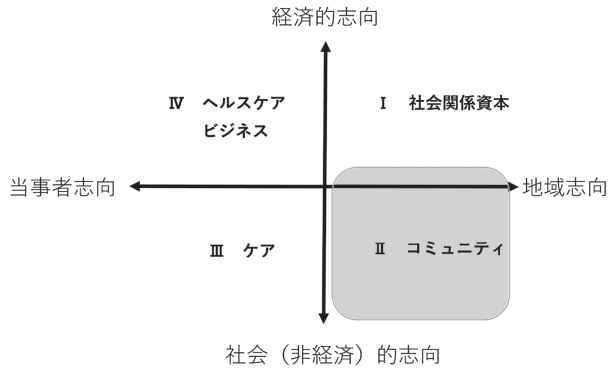 経済的志向
Ⅳ ヘルスケア
ビジネス
Ⅰ 社会関係資本
当事者志向
地域志向
Ⅲ ケア
Ⅱ コミュニティ
社会（非経済）的志向